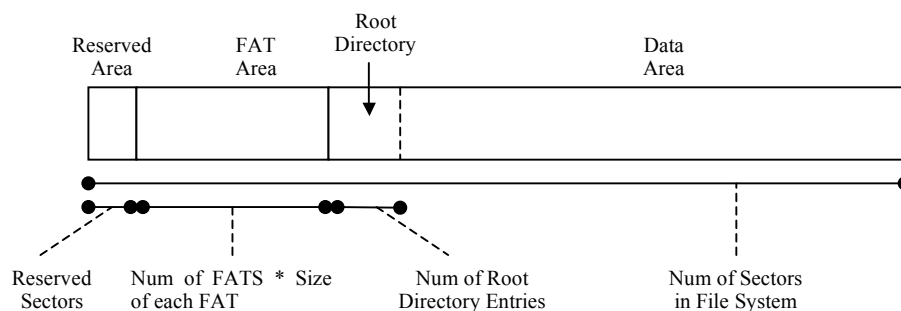 Root
Directory
Reserved
Area
FAT
Area
Data
Area
Reserved
Sectors
Num of FATS * Size
of each FAT
Num of Root
Directory Entries
Num of Sectors
in File System